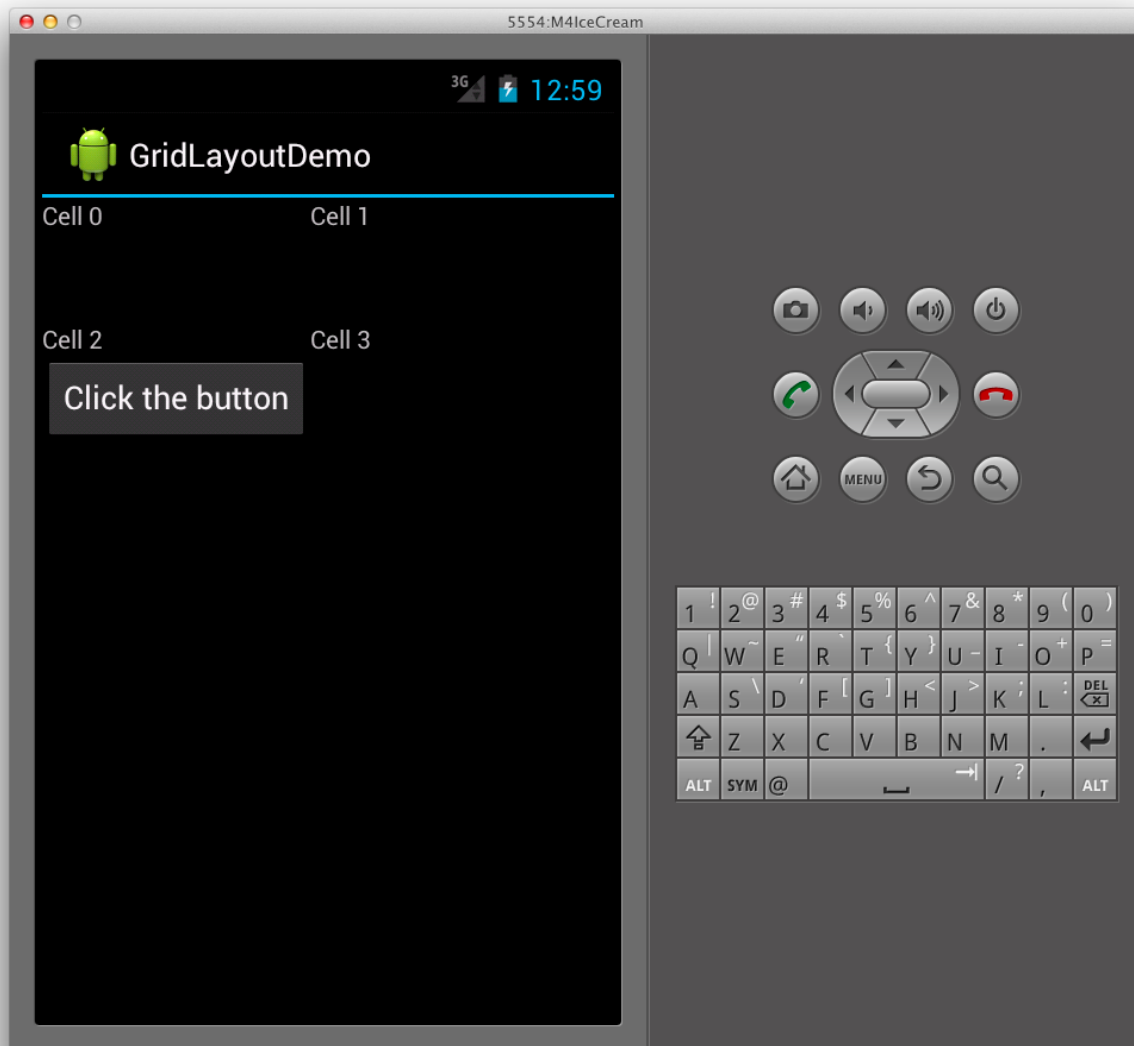 5554:M4IceCream
3G 12:59
GridLayoutDemo
Cell 0 Cell 1
Cell 2 Cell 3
Click the button
MENU
1 ! 2 @ 3 # 4 $ 5 % 6 ^ 7 & 8 * 9 ( 0 )
Q | W ~ E “ R ` T { Y } U _ I - O + P =
A S \ D ‘ F [ G ] H < J > K ; L : DEL
Z X C V B N M .
ALT SYM @ / ? , ALT